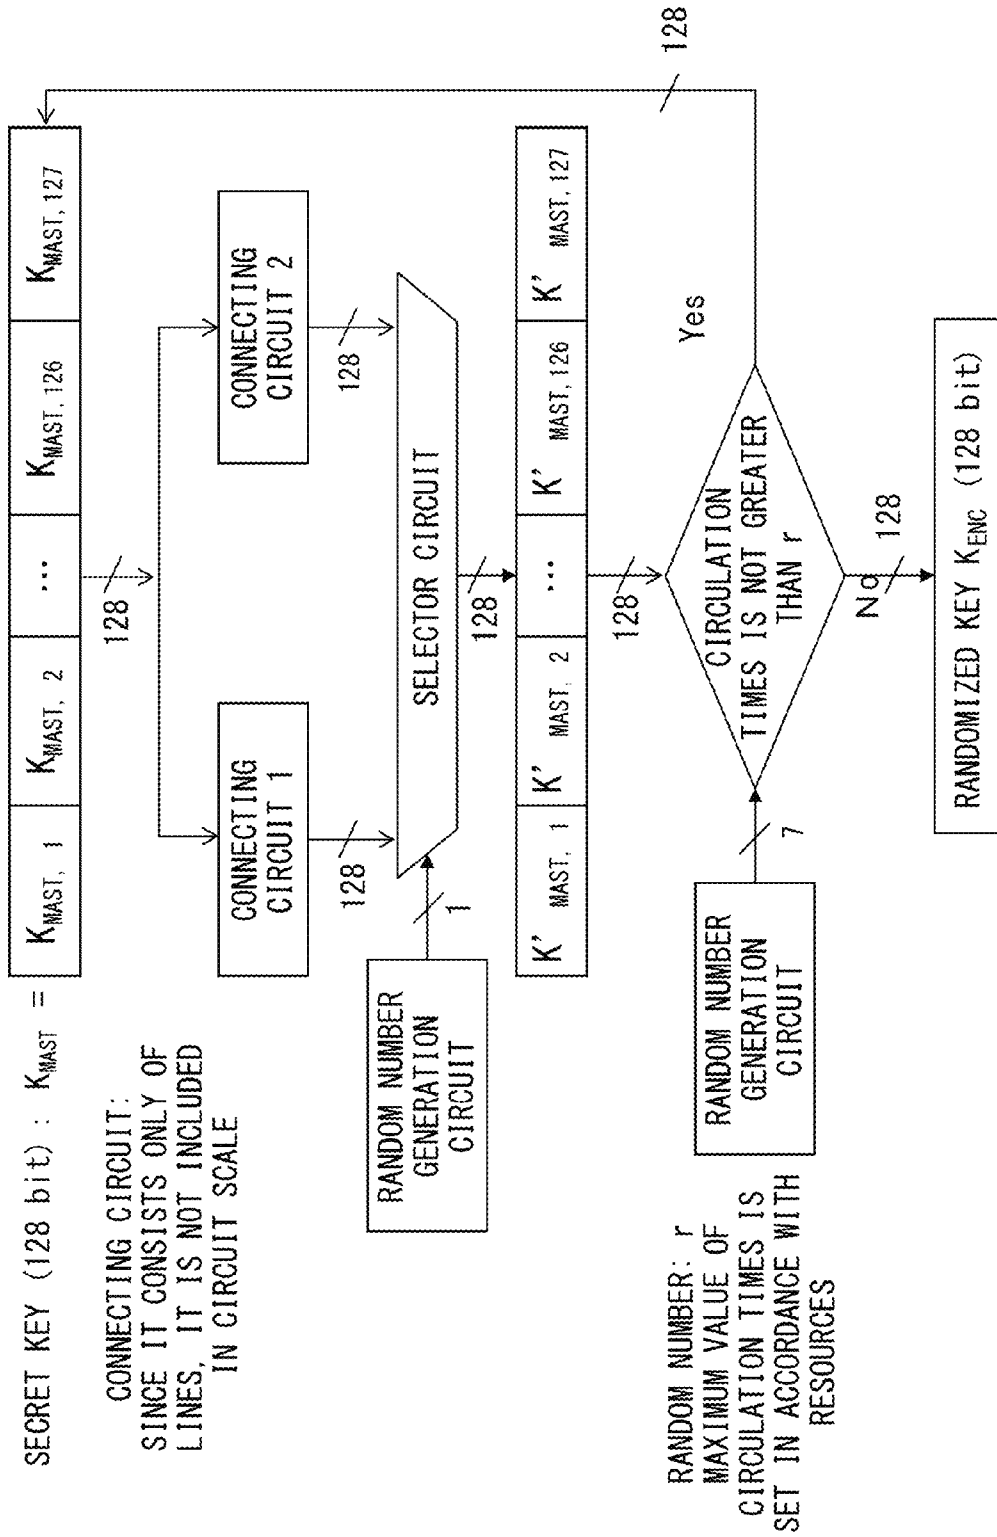 SECRET KEY (128 bit) : KMAST =
KMAST, 1
KMAST, 2
...
KMAST, 126
KMAST, 127
128
CONNECTING CIRCUIT:
SINCE IT CONSISTS ONLY OF
LINES, IT IS NOT INCLUDED
IN CIRCUIT SCALE
CONNECTING
CIRCUIT 1
CONNECTING
CIRCUIT 2
128
128
SELECTOR CIRCUIT
RANDOM NUMBER
GENERATION
CIRCUIT
1
128
K' MAST, 1
K' MAST, 2
...
K' MAST, 126
K' MAST, 127
128
128
CIRCULATION
TIMES IS NOT GREATER
THAN r
Yes
RANDOM NUMBER
GENERATION
CIRCUIT
7
No
128
RANDOM NUMBER: r
MAXIMUM VALUE OF
CIRCULATION TIMES IS
SET IN ACCORDANCE WITH
RESOURCES
RANDOMIZED KEY KENC (128 bit)